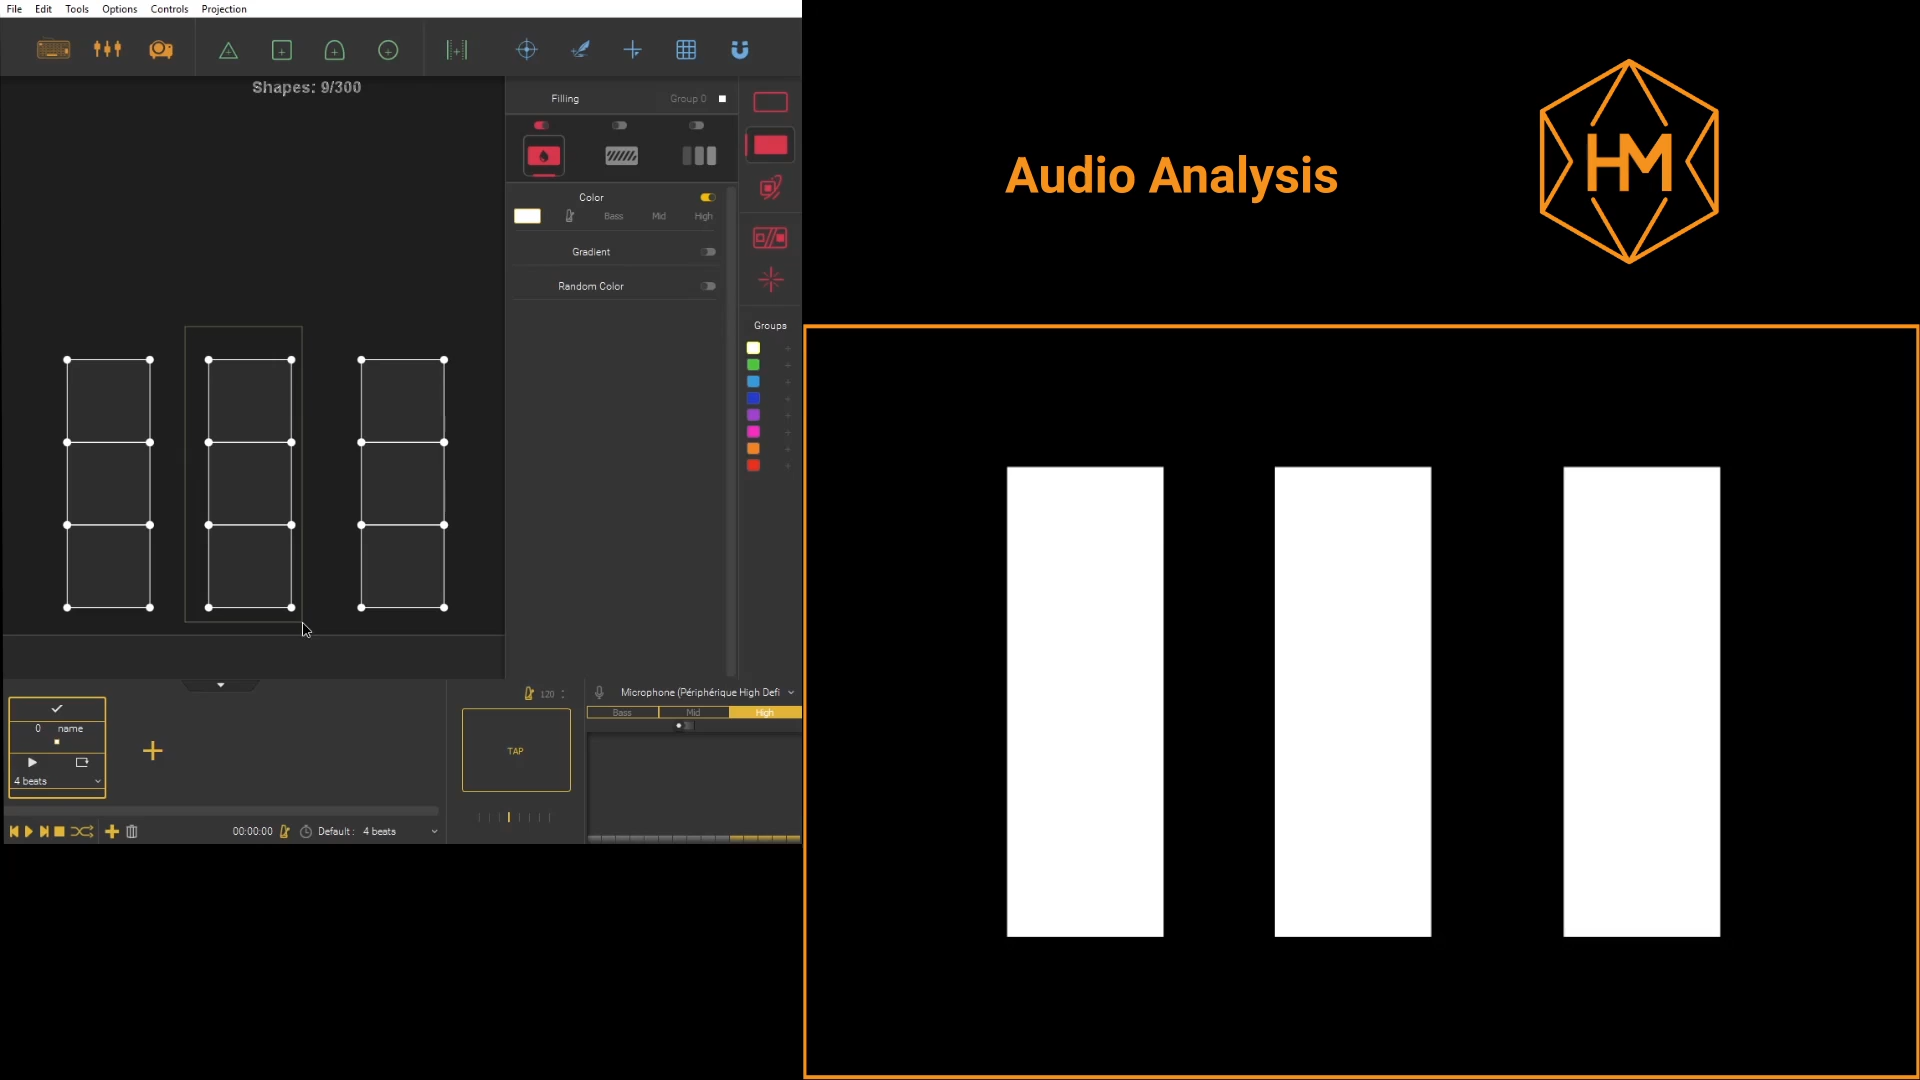 File Edit Tools Options Controls Projection
Shapes: 9/300
Filling Group 0
Color
Bass Mid High
Gradient
Random Color
Groups
Audio Analysis
HM
120
Microphone (Périphérique High Defi
Bass Mid High
0 name
TAP
4 beats
00:00:00 Default : 4 beats